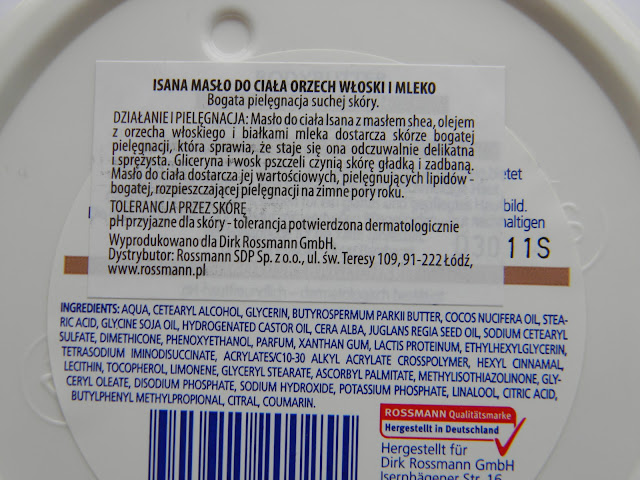 ISANA MASŁO DO CIAŁA ORZECH WŁOSKI I MLEKO
Bogata pielęgnacja suchej skóry.
DZIAŁANIE I PIELĘGNACJA: Masło do ciała Isana z masłem shea, olejem
z orzecha włoskiego i białkami mleka dostarcza skórze bogatej
pielęgnacji, która sprawia, że staje się ona odczuwalnie delikatna
i sprężysta. Gliceryna i wosk pszczeli czynią skórę gładką i zadbaną.
Masło do ciała dostarcza jej wartościowych, pielęgnujących lipidów -
bogatej, rozpieszczającej pielęgnacji na zimne pory roku.
TOLERANCJA PRZEZ SKÓRĘ
pH przyjazne dla skóry - tolerancja potwierdzona dermatologicznie
Wyprodukowano dla Dirk Rossmann GmbH.
Dystrybutor: Rossmann SDP Sp. z o.o., ul. św. Teresy 109, 91-222 Łódź,
www.rossmann.pl
etet
bild.
haltigen
03011S
INGREDIENTS: AQUA, CETEARYL ALCOHOL, GLYCERIN, BUTYROSPERMUM PARKII BUTTER, COCOS NUCIFERA OIL, STEA-
RIC ACID, GLYCINE SOJA OIL, HYDROGENATED CASTOR OIL, CERA ALBA, JUGLANS REGIA SEED OIL, SODIUM CETEARYL
SULFATE, DIMETHICONE, PHENOXYETHANOL, PARFUM, XANTHAN GUM, LACTIS PROTEINUM, ETHYLHEXYLGLYCERIN,
TETRASODIUM IMINODISUCCINATE, ACRYLATES/C10-30 ALKYL ACRYLATE CROSSPOLYMER, HEXYL CINNAMAL,
LECITHIN, TOCOPHEROL, LIMONENE, GLYCERYL STEARATE, ASCORBYL PALMITATE, METHYLISOTHIAZOLINONE, GLY-
CERYL OLEATE, DISODIUM PHOSPHATE, SODIUM HYDROXIDE, POTASSIUM PHOSPHATE, LINALOOL, CITRIC ACID,
BUTYLPHENYL METHYLPROPIONAL, CITRAL, COUMARIN.
ROSSMANN Qualitätsmarke
Hergestellt in Deutschland
Hergestellt für
Dirk Rossmann GmbH
Isernhägener Str. 16